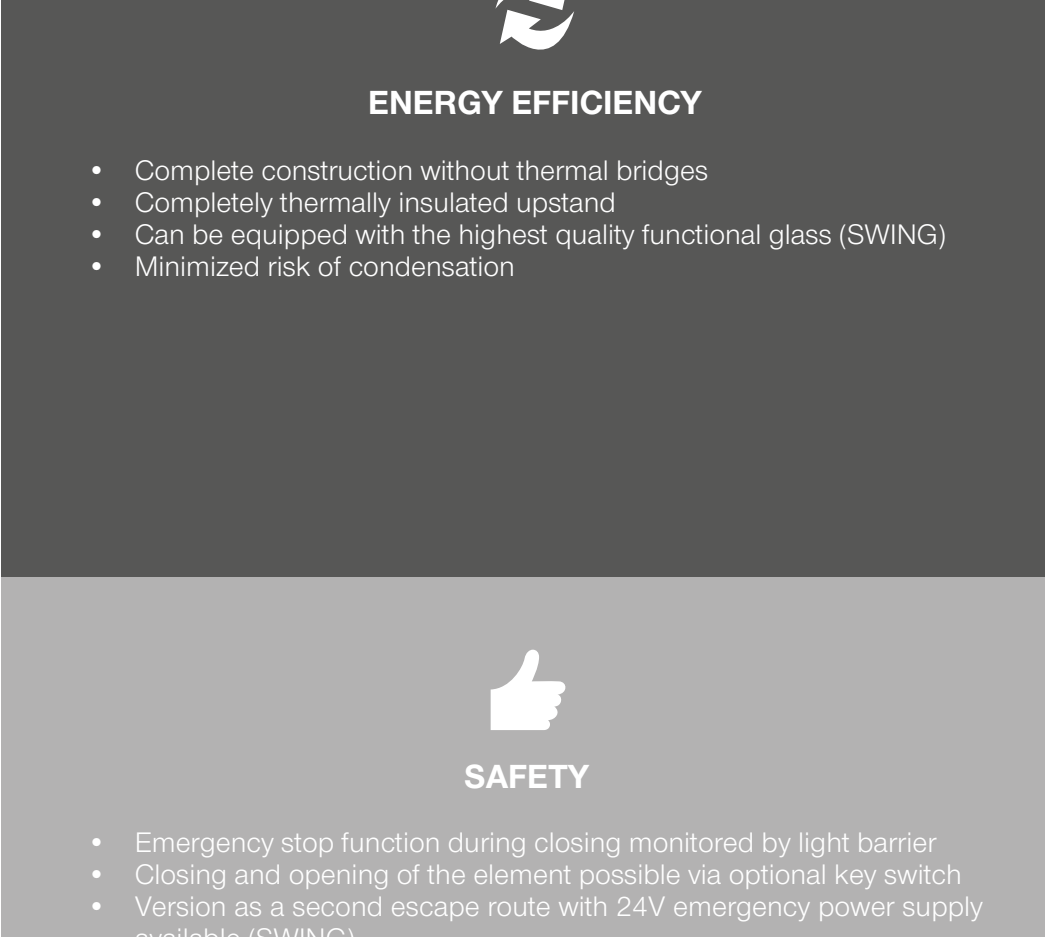 ENERGY EFFICIENCY
• Complete construction without thermal bridges
• Completely thermally insulated upstand
• Can be equipped with the highest quality functional glass (SWING)
• Minimized risk of condensation
SAFETY
• Emergency stop function during closing monitored by light barrier
• Closing and opening of the element possible via optional key switch
• Version as a second escape route with 24V emergency power supply
available (SWING)